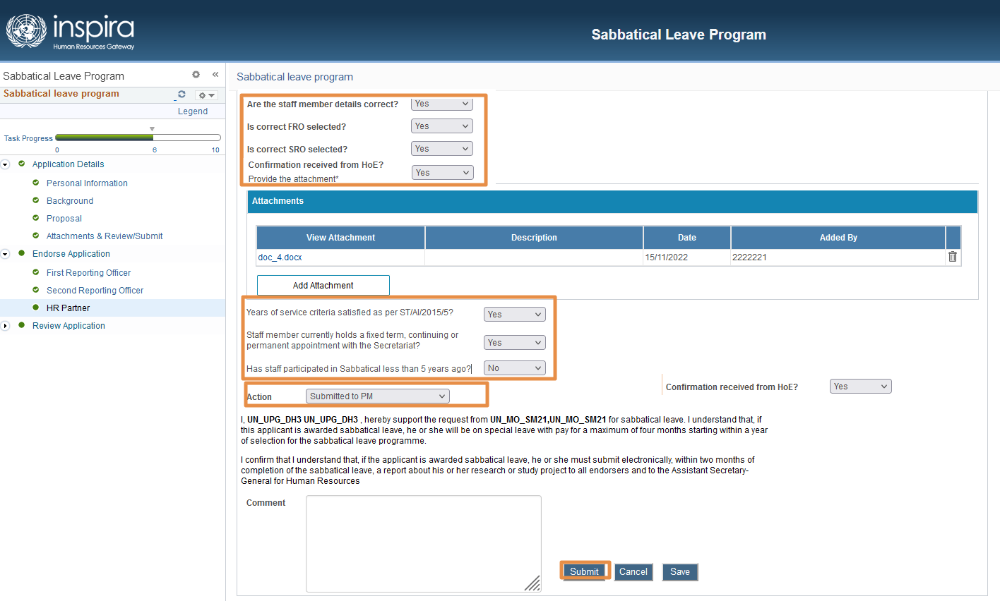 inspira
Human Resources Gateway
Sabbatical Leave Program
Sabbatical Leave Program
Sabbatical leave program
Legend
Task Progress
0 6 10
Application Details
Personal Information
Background
Proposal
Attachments & Review/Submit
Endorse Application
First Reporting Officer
Second Reporting Officer
HR Partner
Review Application
Sabbatical leave program
Are the staff member details correct? Yes
Is correct FRO selected? Yes
Is correct SRO selected? Yes
Confirmation received from HoE?
Provide the attachment* Yes
Attachments
View Attachment Description Date Added By
doc_4.docx 15/11/2022 2222221
Add Attachment
Years of service criteria satisfied as per ST/AI/2015/5? Yes
Staff member currently holds a fixed term, continuing or
permanent appointment with the Secretariat? Yes
Has staff participated in Sabbatical less than 5 years ago? No
Confirmation received from HoE? Yes
Action Submitted to PM
I, UN_UPG_DH3 UN_UPG_DH3 , hereby support the request from UN_MO_SM21,UN_MO_SM21 for sabbatical leave. I understand that, if
this applicant is awarded sabbatical leave, he or she will be on special leave with pay for a maximum of four months starting within a year
of selection for the sabbatical leave programme.
I confirm that I understand that, if the applicant is awarded sabbatical leave, he or she must submit electronically, within two months of
completion of the sabbatical leave, a report about his or her research or study project to all endorsers and to the Assistant Secretary-
General for Human Resources
Comment
Submit Cancel Save